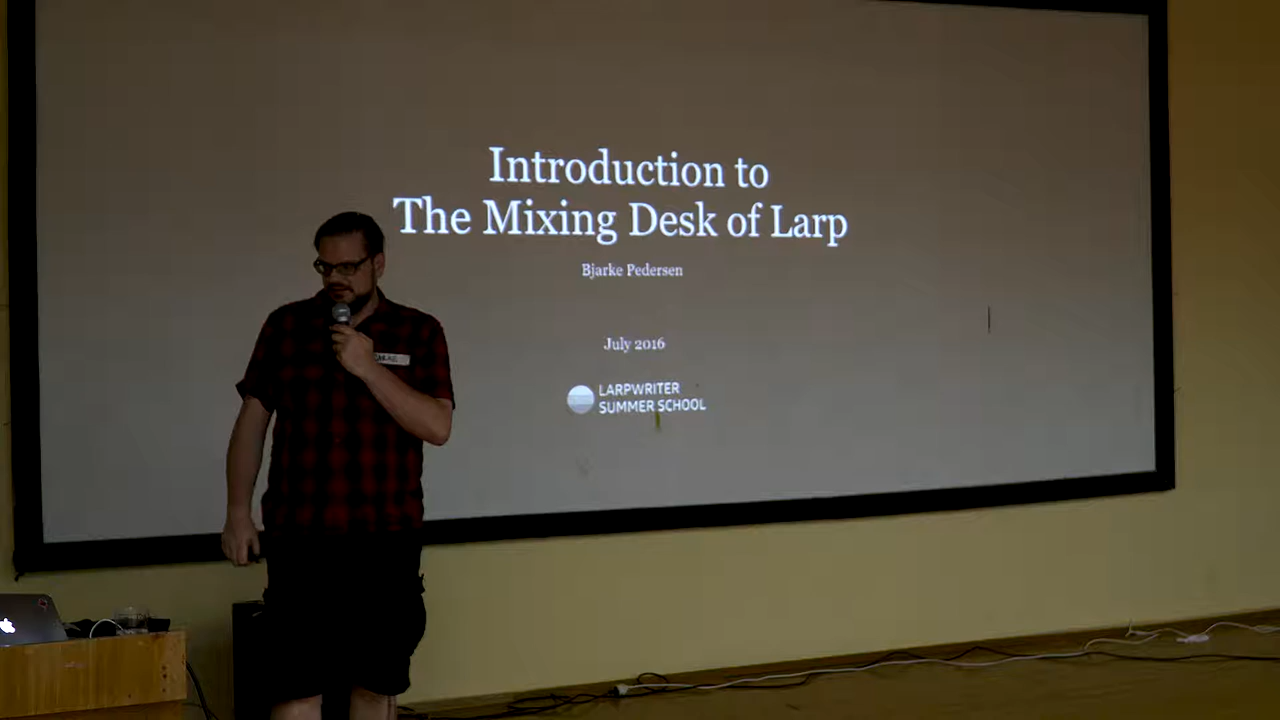 Introduction to
The Mixing Desk of Larp
Bjarke Pedersen
July 2016
LARPWRITER
SUMMER SCHOOL